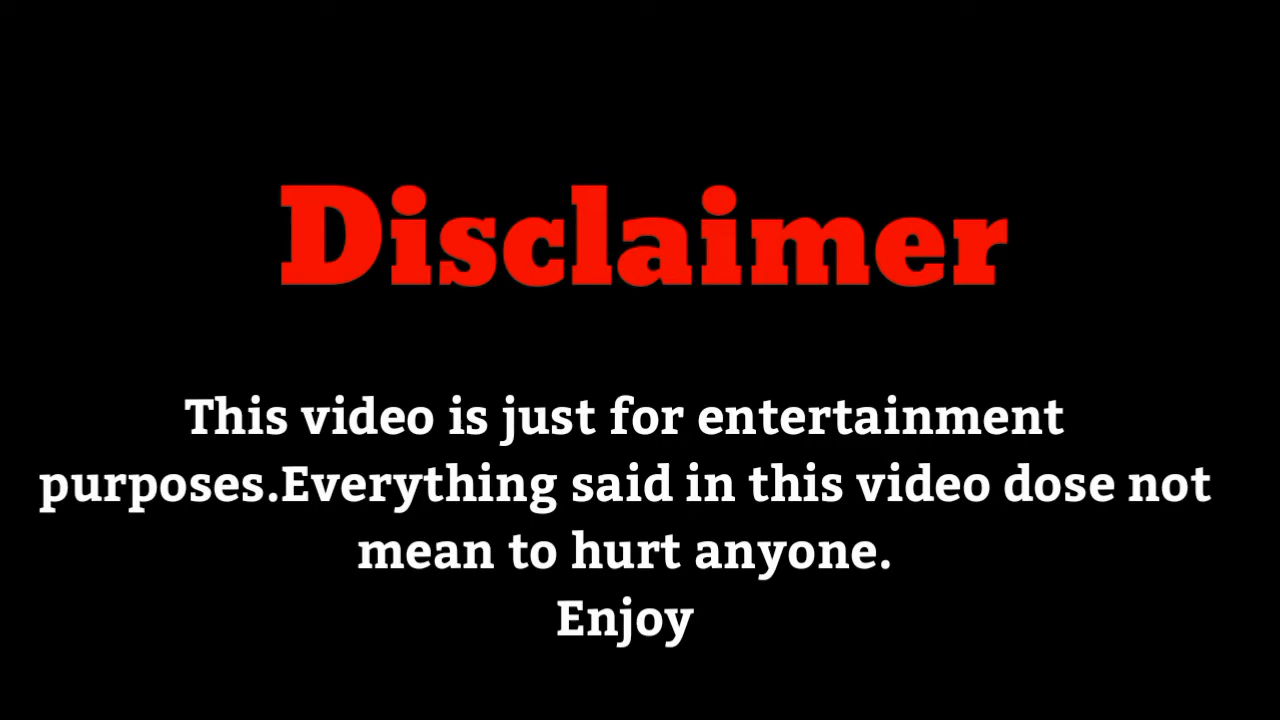 Disclaimer
This video is just for entertainment
purposes.Everything said in this video dose not
mean to hurt anyone.
Enjoy